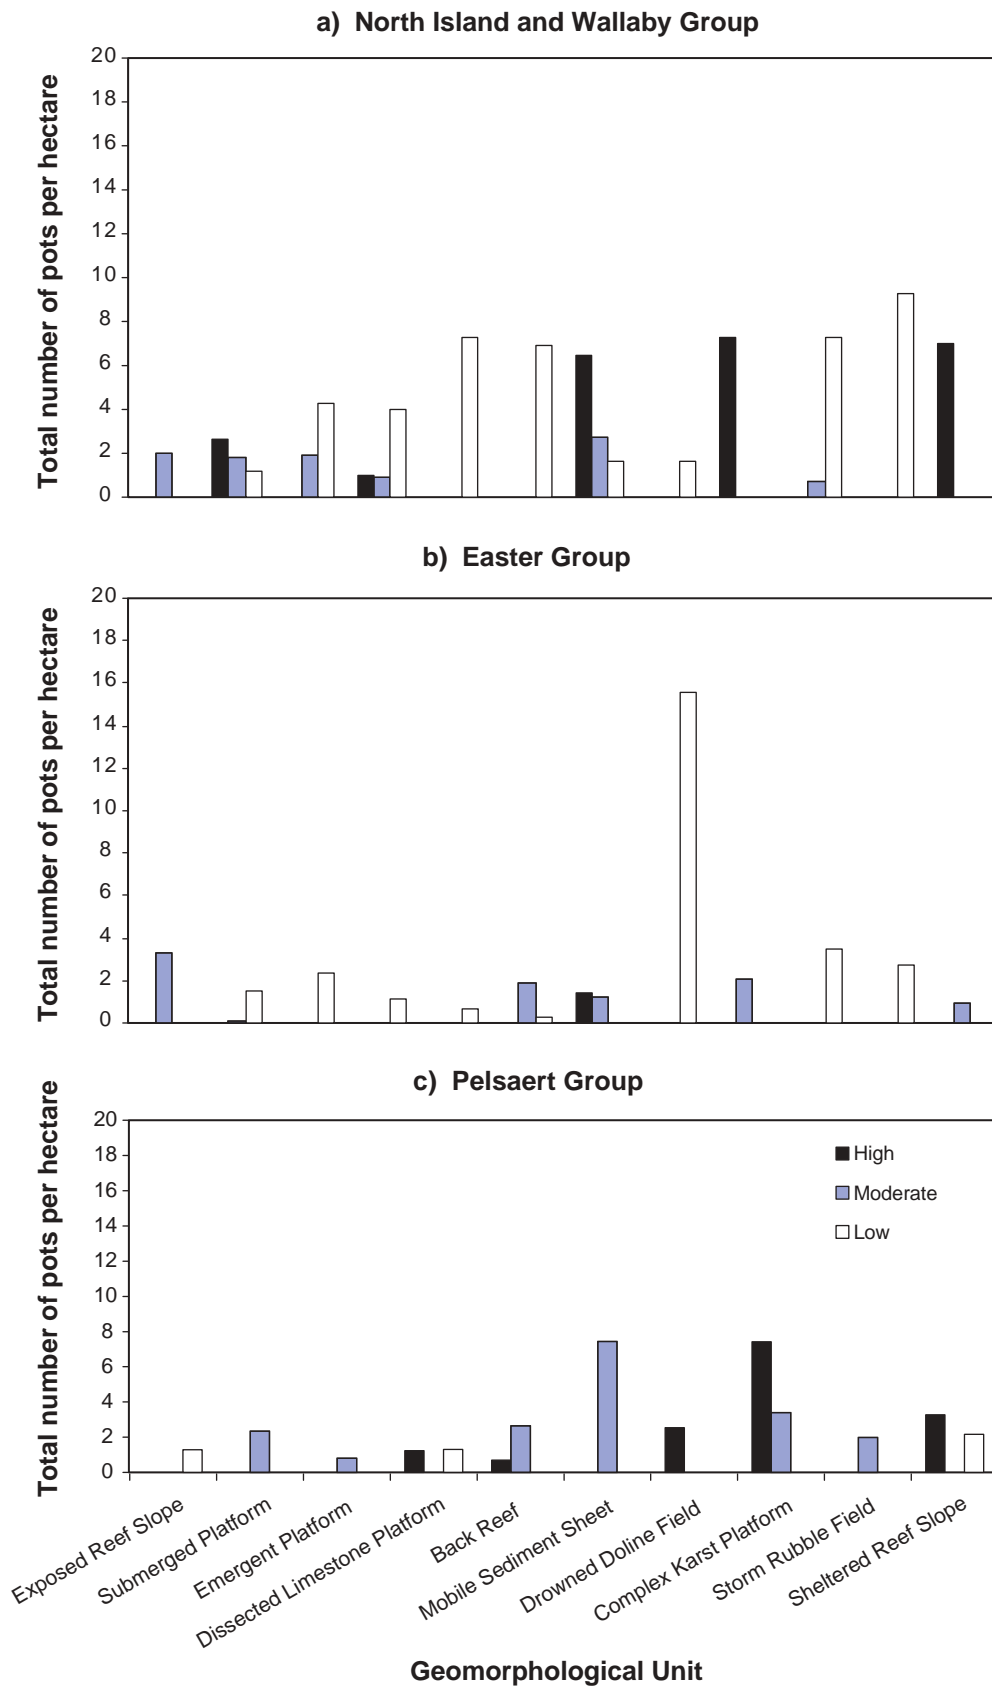 a) North Island and Wallaby Group
Total number of pots per hectare
20
18
16
14
12
10
8
6
4
2
0
b) Easter Group
Total number of pots per hectare
20
18
16
14
12
10
8
6
4
2
0
c) Pelsaert Group
Total number of pots per hectare
20
18
16
14
12
10
8
6
4
2
0
High
Moderate
Low
Exposed Reef Slope
Submerged Platform
Emergent Platform
Dissected Limestone Platform
Back Reef
Mobile Sediment Sheet
Drowned Doline Field
Complex Karst Platform
Storm Rubble Field
Sheltered Reef Slope
Geomorphological Unit